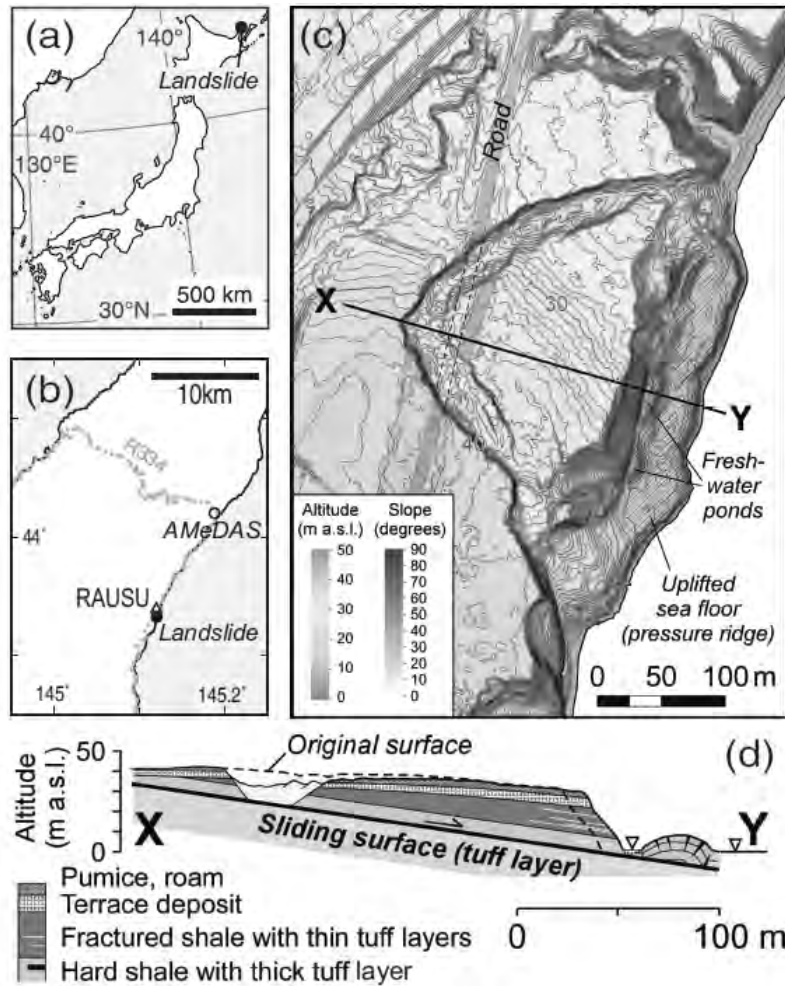 (a)
140°
Landslide
40°
130°E
30°N
500 km
(b)
10km
R334
44°
AMeDAS
RAUSU
Landslide
145°
145.2°
(c)
Road
20
X
30
40
Y
Fresh-
water
ponds
Uplifted
sea floor
(pressure ridge)
Altitude
(m a.s.l.)
50
40
30
20
10
0
Slope
(degrees)
90
80
70
60
50
40
30
20
10
0
0 50 100 m
(d)
Altitude
(m a.s.l.)
50
0
Original surface
X
Sliding surface (tuff layer)
Y
Pumice, roam
Terrace deposit
Fractured shale with thin tuff layers
Hard shale with thick tuff layer
0 100 m